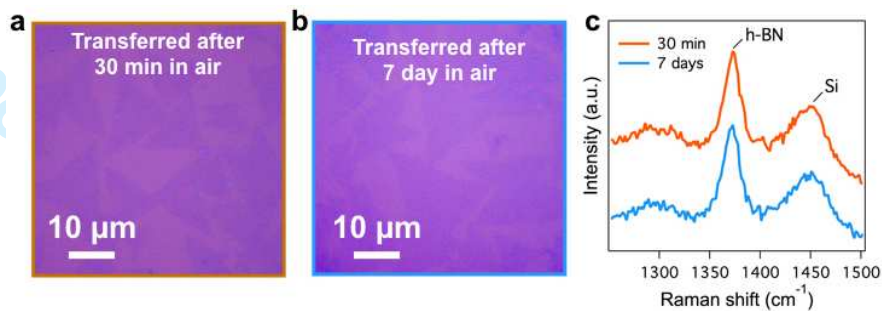 a
Transferred after
30 min in air
10 µm
b
Transferred after
7 day in air
10 µm
c
30 min
7 days
h-BN
Si
Intensity (a.u.)
1300 1350 1400 1450 1500
Raman shift (cm⁻¹)